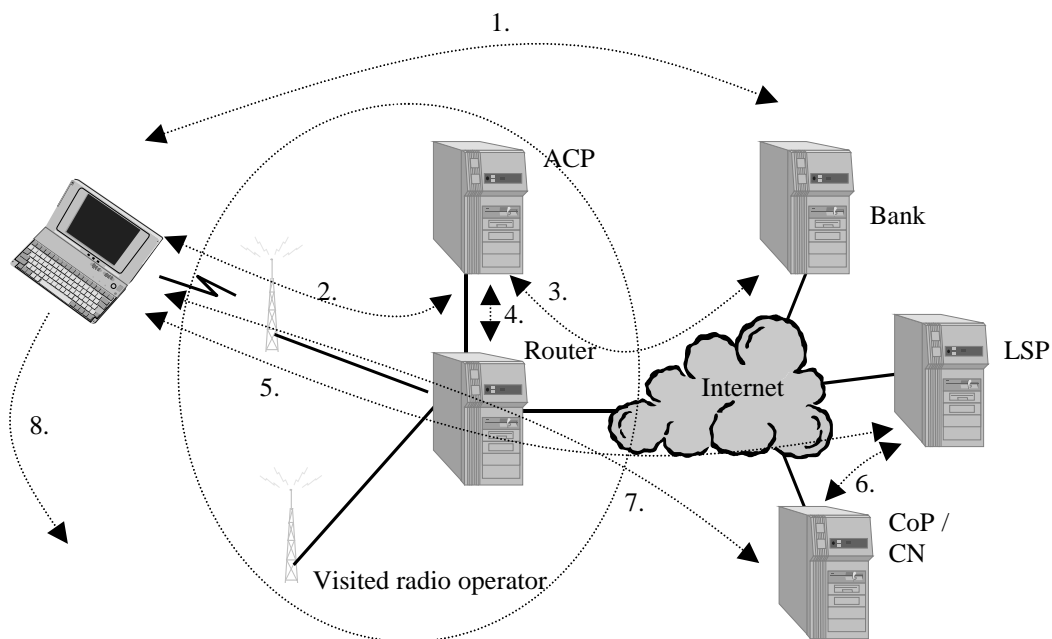 1.
ACP
Bank
2.
3.
4.
Router
LSP
5.
Internet
8.
6.
7.
CoP /
CN
Visited radio operator